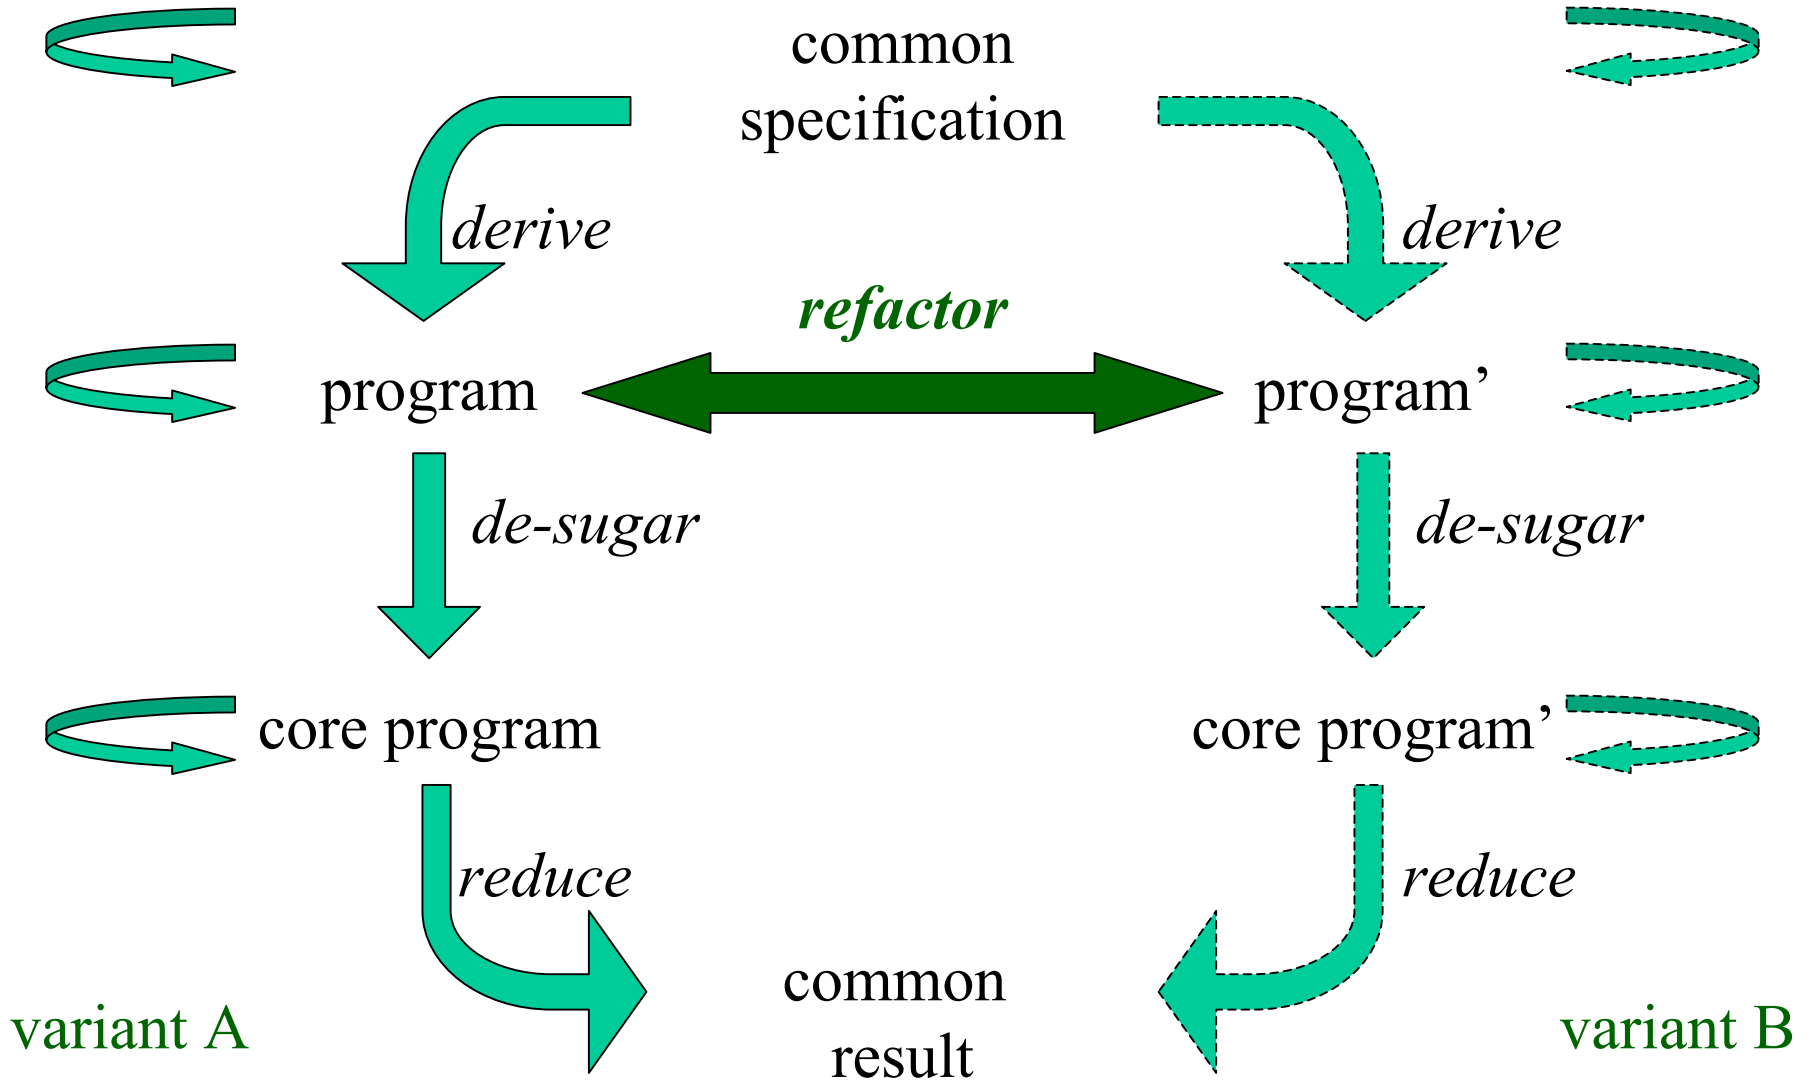 common
specification
derive
derive
refactor
program
program’
de-sugar
de-sugar
core program
core program’
reduce
reduce
common
result
variant A
variant B